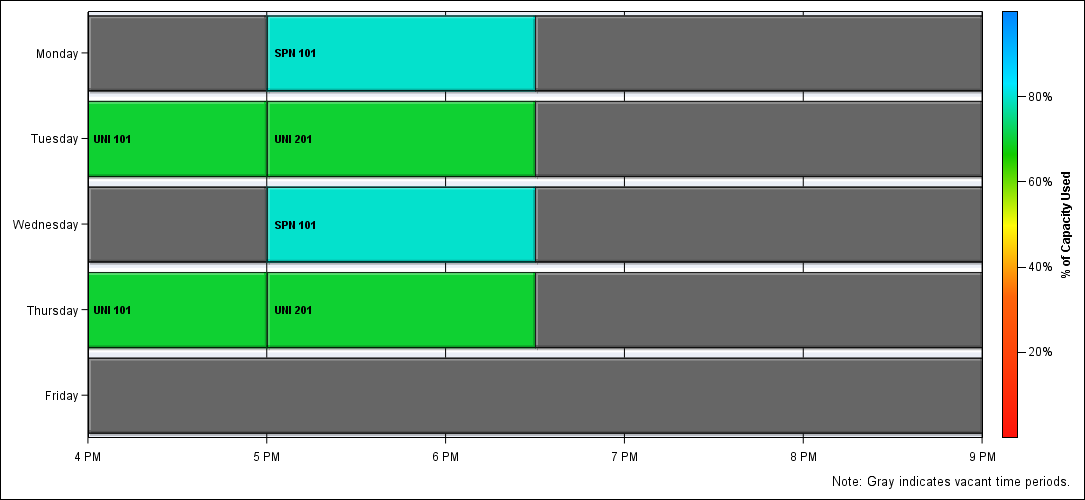 Monday
SPN 101
Tuesday
UNI 101
UNI 201
Wednesday
SPN 101
Thursday
UNI 101
UNI 201
Friday
4 PM
5 PM
6 PM
7 PM
8 PM
9 PM
80%
60%
40%
20%
% of Capacity Used
Note: Gray indicates vacant time periods.